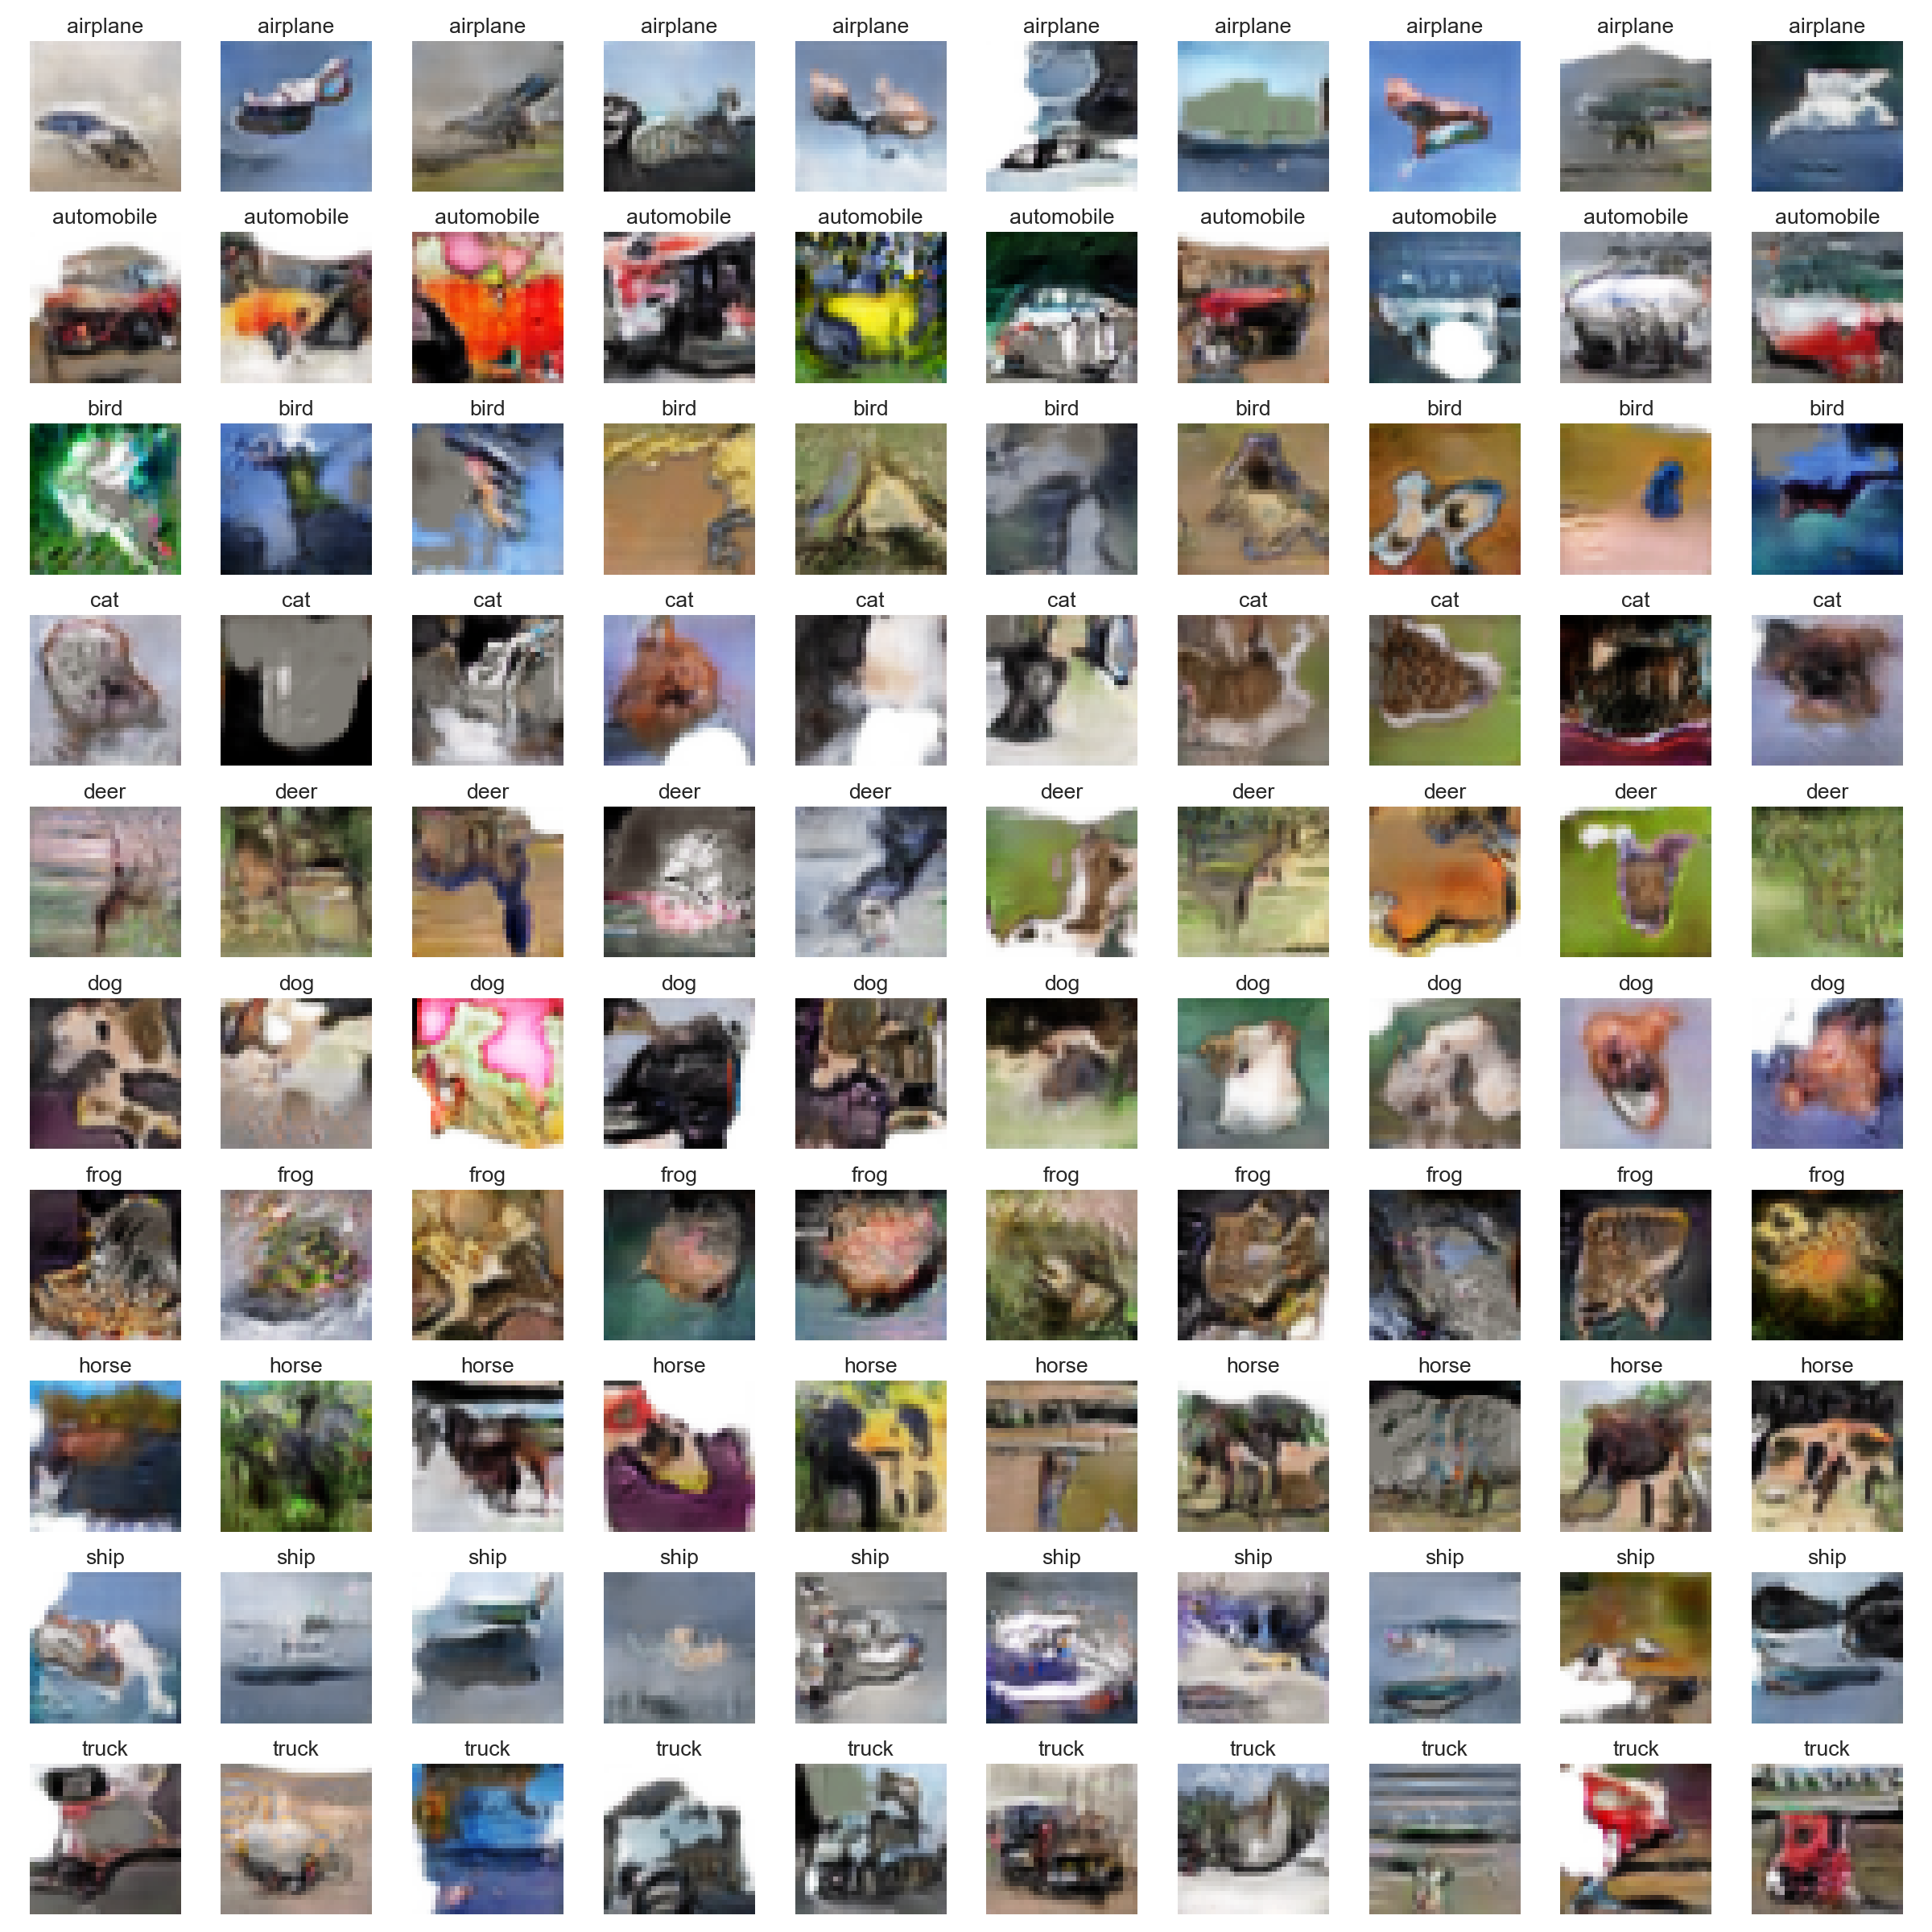 airplane airplane airplane airplane airplane airplane airplane airplane airplane airplane
automobile automobile automobile automobile automobile automobile automobile automobile automobile automobile
bird bird bird bird bird bird bird bird bird bird
cat cat cat cat cat cat cat cat cat cat
deer deer deer deer deer deer deer deer deer deer
dog dog dog dog dog dog dog dog dog dog
frog frog frog frog frog frog frog frog frog frog
horse horse horse horse horse horse horse horse horse horse
ship ship ship ship ship ship ship ship ship ship
truck truck truck truck truck truck truck truck truck truck